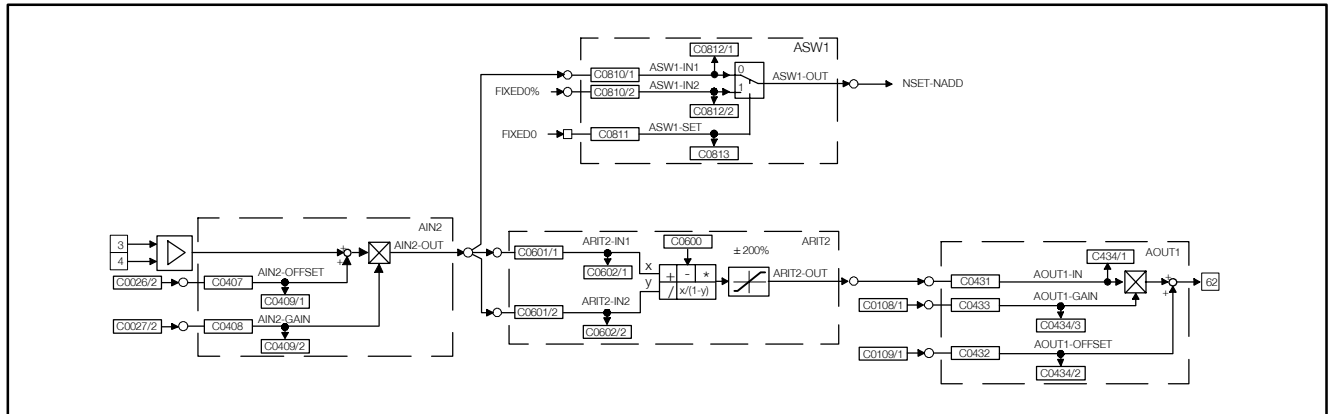 C0812/1
ASW1
C0810/1
ASW1-IN1
0
ASW1-OUT
NSET-NADD
FIXED0%
C0810/2
ASW1-IN2
1
C0812/2
FIXED0
C0811
ASW1-SET
C0813
AIN2
3
4
AIN2-OUT
+
+
C0026/2
C0407
AIN2-OFFSET
C0409/1
C0027/2
C0408
AIN2-GAIN
C0409/2
ARIT2
C0601/1
ARIT2-IN1
C0600
± 200%
C0602/1
x
y
+ - *
/ x/(1-y)
ARIT2-OUT
C0601/2
ARIT2-IN2
C0602/2
C434/1
AOUT1
C0431
AOUT1-IN
+
+
62
C0108/1
C0433
AOUT1-GAIN
C0434/3
C0109/1
C0432
AOUT1-OFFSET
C0434/2